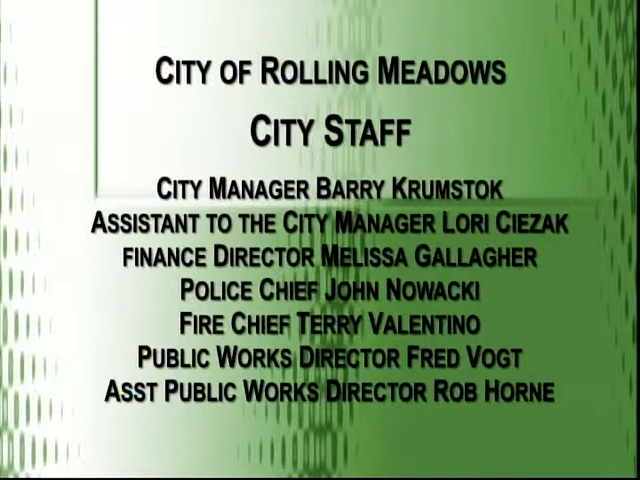 CITY OF ROLLING MEADOWS
CITY STAFF
CITY MANAGER BARRY KRUMSTOK
ASSISTANT TO THE CITY MANAGER LORI CIEZAK
FINANCE DIRECTOR MELISSA GALLAGHER
POLICE CHIEF JOHN NOWACKI
FIRE CHIEF TERRY VALENTINO
PUBLIC WORKS DIRECTOR FRED VOGT
ASST PUBLIC WORKS DIRECTOR ROB HORNE